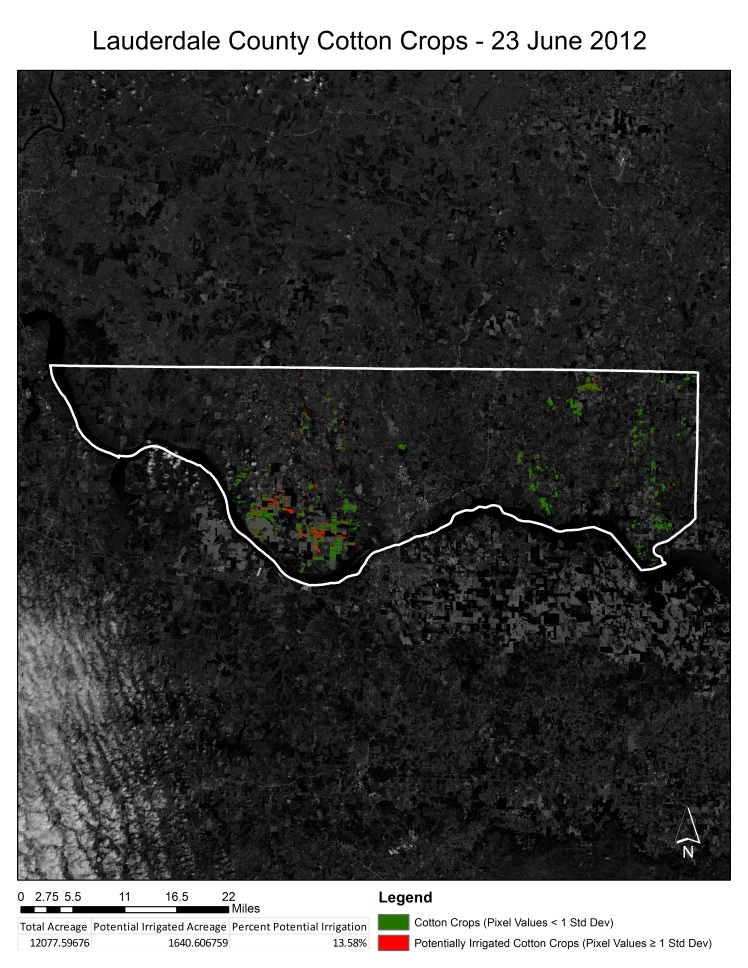 Lauderdale County Cotton Crops - 23 June 2012
N
0 2.75 5.5 11 16.5 22
Miles
Total Acreage Potential Irrigated Acreage Percent Potential Irrigation
12077.59676 1640.606759 13.58%
Legend
Cotton Crops (Pixel Values < 1 Std Dev)
Potentially Irrigated Cotton Crops (Pixel Values ≥ 1 Std Dev)